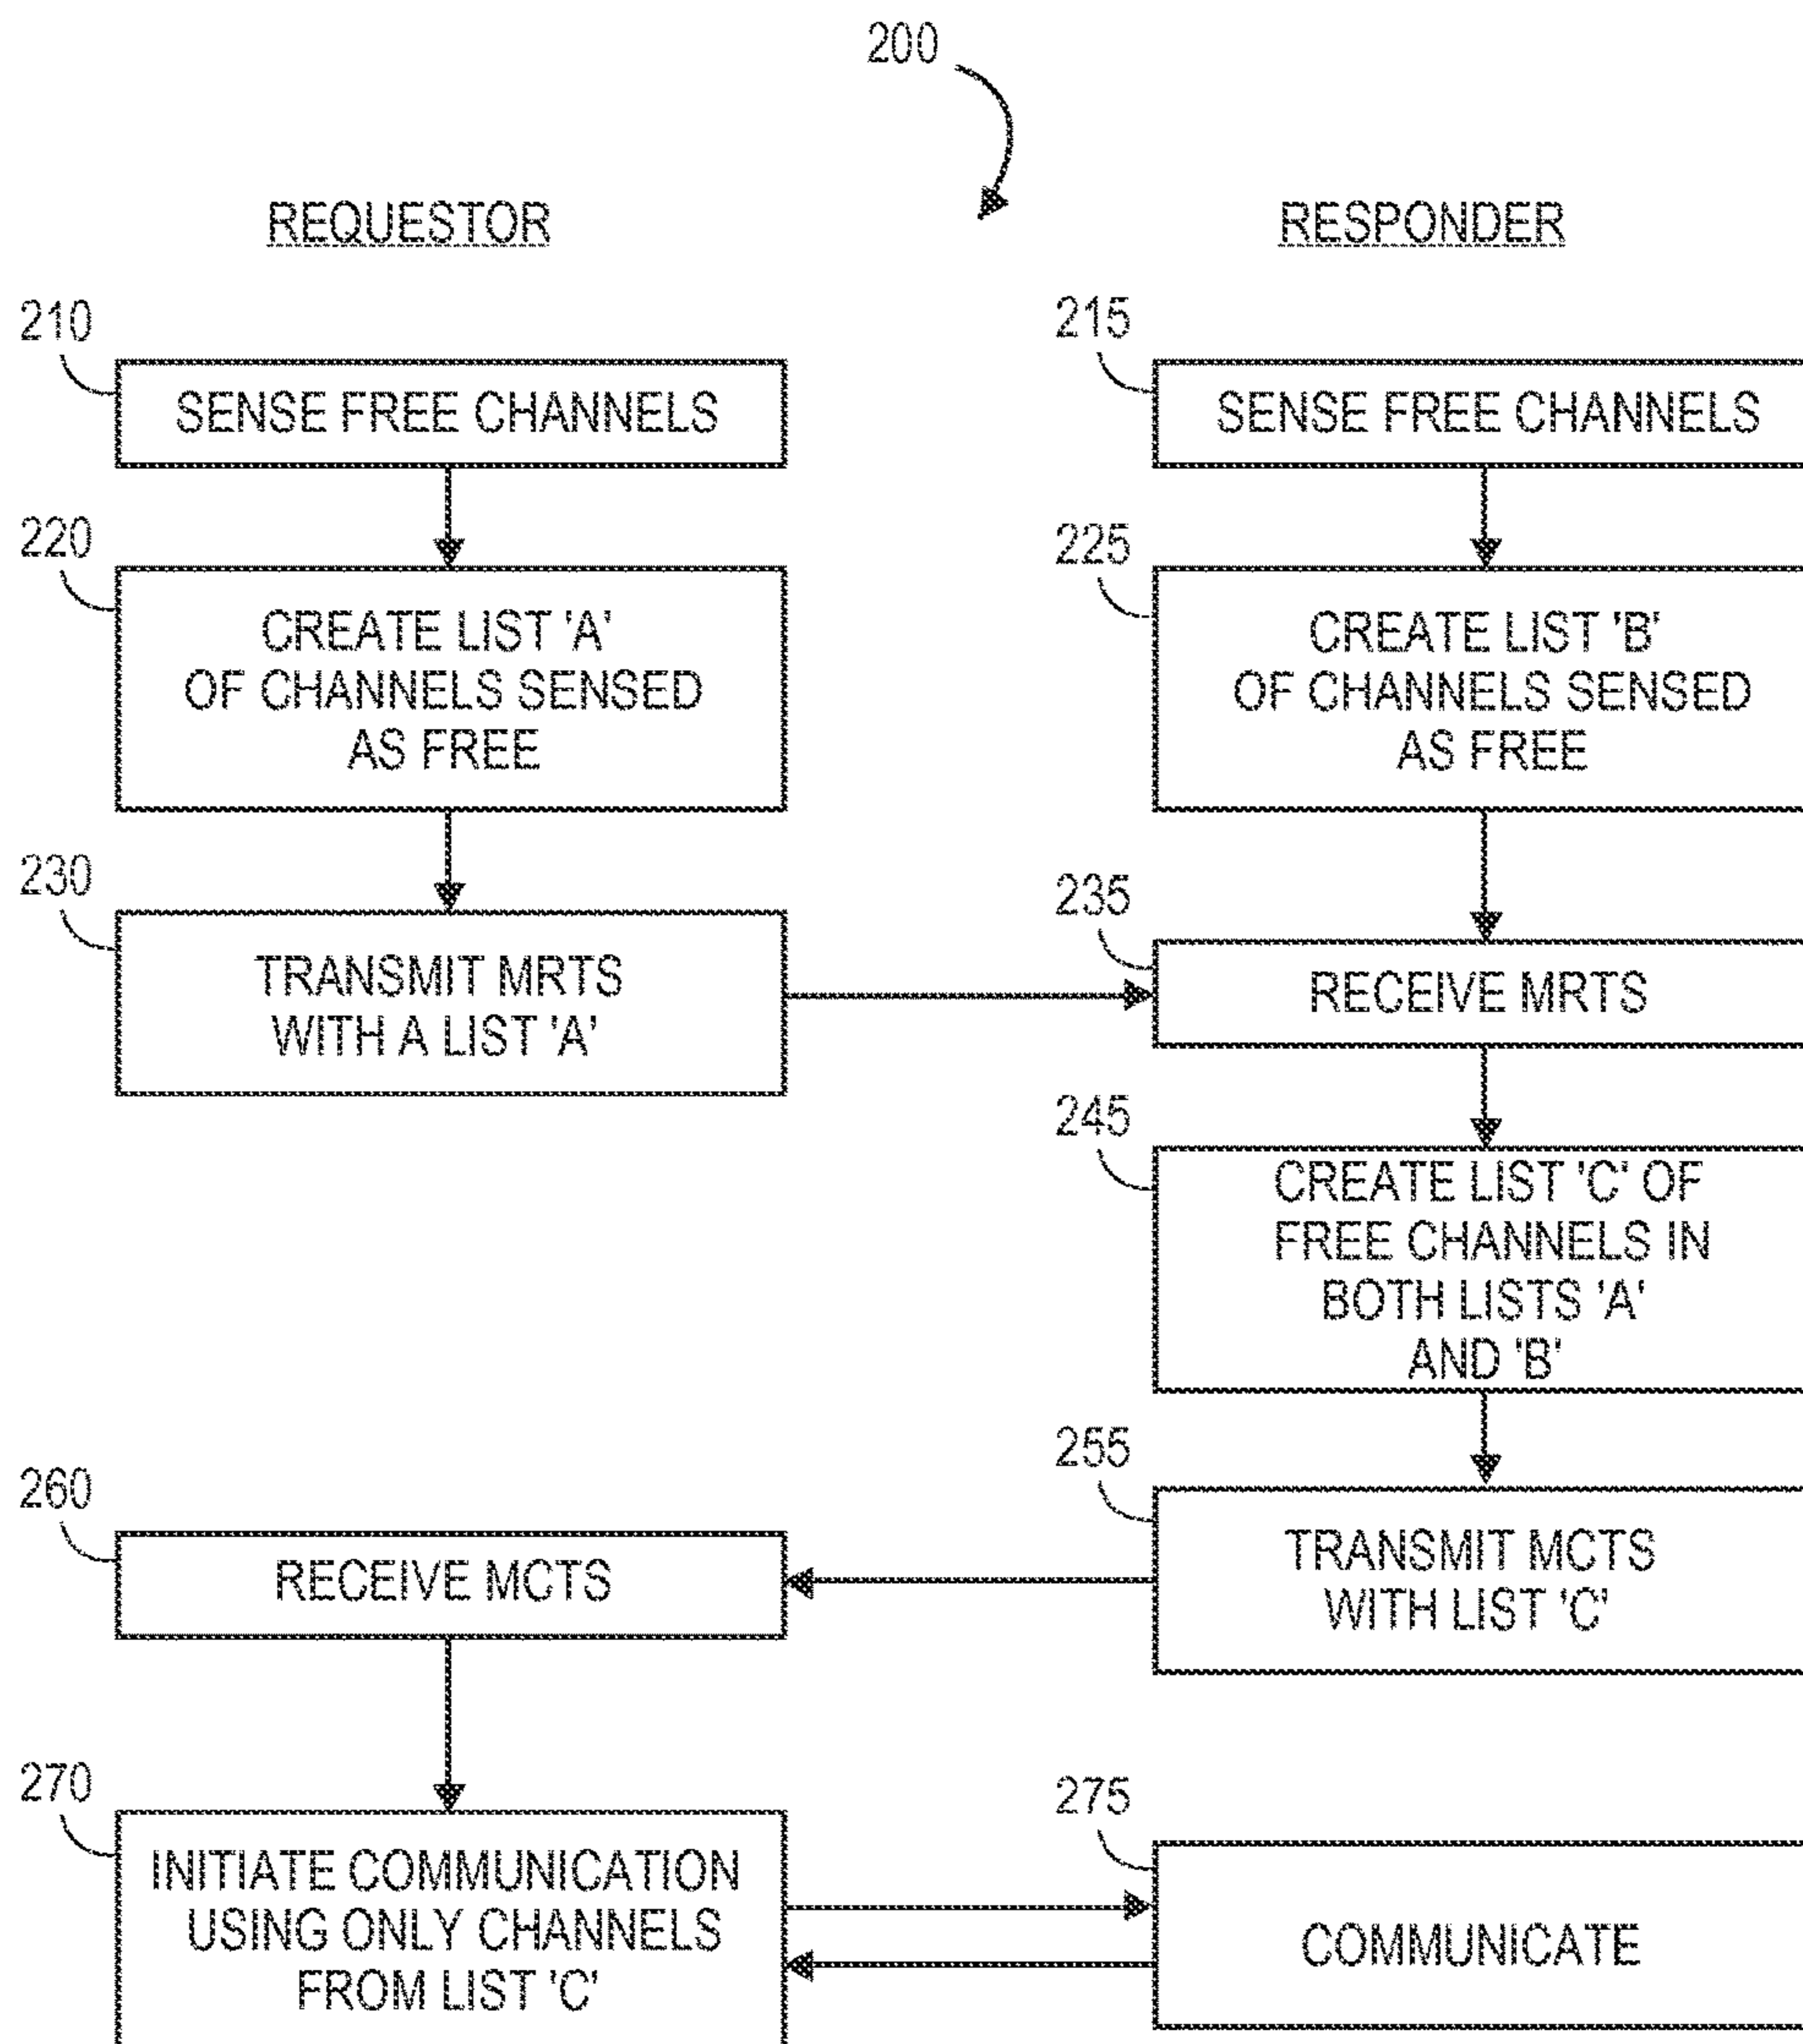 200
REQUESTOR
RESPONDER
210
SENSE FREE CHANNELS
215
SENSE FREE CHANNELS
220
CREATE LIST 'A'
OF CHANNELS SENSED
AS FREE
225
CREATE LIST 'B'
OF CHANNELS SENSED
AS FREE
230
TRANSMIT MRTS
WITH A LIST 'A'
235
RECEIVE MRTS
245
CREATE LIST 'C' OF
FREE CHANNELS IN
BOTH LISTS 'A'
AND 'B'
255
TRANSMIT MCTS
WITH LIST 'C'
260
RECEIVE MCTS
270
INITIATE COMMUNICATION
USING ONLY CHANNELS
FROM LIST 'C'
275
COMMUNICATE